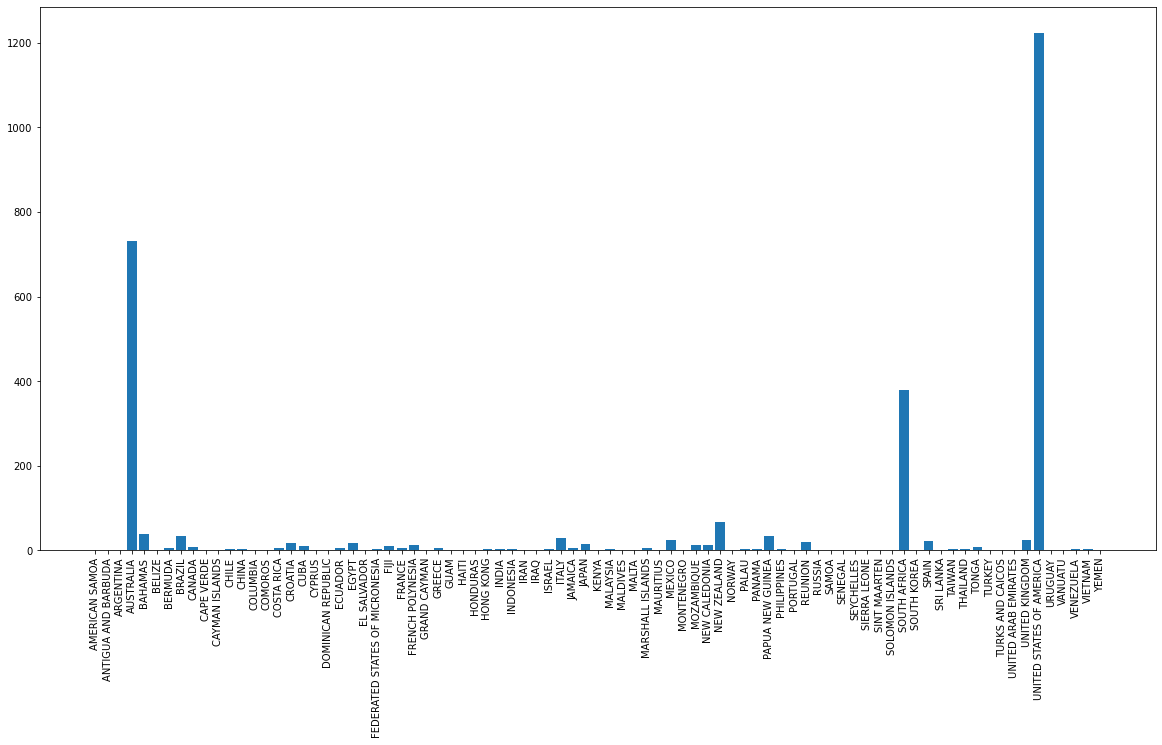 1200
1000
800
600
400
200
0
AMERICAN SAMOA
ANTIGUA AND BARBUDA
ARGENTINA
AUSTRALIA
BAHAMAS
BELIZE
BERMUDA
BRAZIL
CANADA
CAPE VERDE
CAYMAN ISLANDS
CHILE
CHINA
COLUMBIA
COMOROS
COSTA RICA
CROATIA
CUBA
CYPRUS
DOMINICAN REPUBLIC
ECUADOR
EGYPT
EL SALVADOR
FEDERATED STATES OF MICRONESIA
FIJI
FRANCE
FRENCH POLYNESIA
GRAND CAYMAN
GREECE
GUAM
HAITI
HONDURAS
HONG KONG
INDIA
INDONESIA
IRAN
IRAQ
ISRAEL
ITALY
JAMAICA
JAPAN
KENYA
MALAYSIA
MALDIVES
MALTA
MARSHALL ISLANDS
MAURITIUS
MEXICO
MONTENEGRO
MOZAMBIQUE
NEW CALEDONIA
NEW ZEALAND
NORWAY
PALAU
PANAMA
PAPUA NEW GUINEA
PHILIPPINES
PORTUGAL
REUNION
RUSSIA
SAMOA
SENEGAL
SEYCHELLES
SIERRA LEONE
SINT MAARTEN
SOLOMON ISLANDS
SOUTH AFRICA
SOUTH KOREA
SPAIN
SRI LANKA
TAIWAN
THAILAND
TONGA
TURKEY
TURKS AND CAICOS
UNITED ARAB EMIRATES
UNITED KINGDOM
UNITED STATES OF AMERICA
URUGUAY
VANUATU
VENEZUELA
VIETNAM
YEMEN